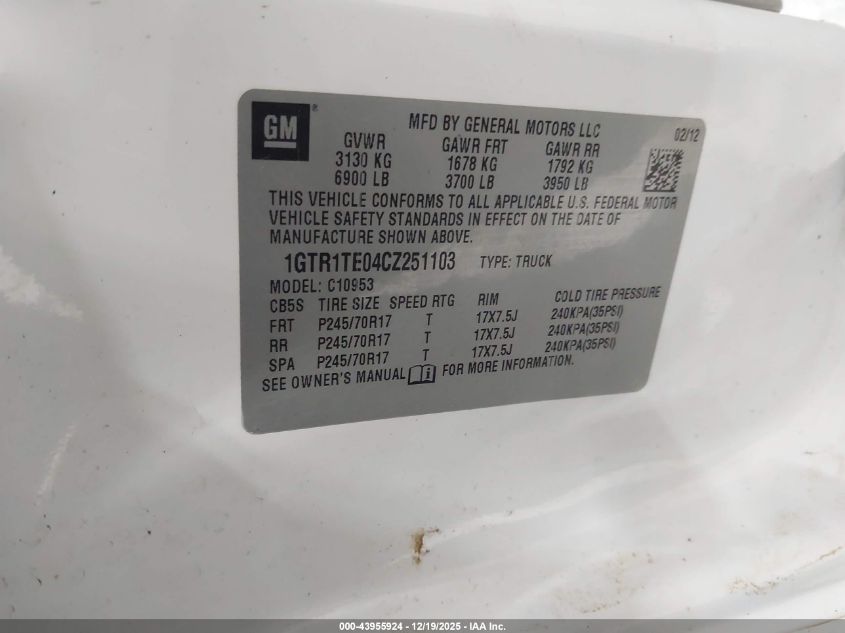 GM ®
MFD BY GENERAL MOTORS LLC 02/12
GVWR GAWR FRT GAWR RR
3130 KG 1678 KG 1792 KG
6900 LB 3700 LB 3950 LB
THIS VEHICLE CONFORMS TO ALL APPLICABLE U.S. FEDERAL MOTOR
VEHICLE SAFETY STANDARDS IN EFFECT ON THE DATE OF
MANUFACTURE SHOWN ABOVE.
1GTR1TE04CZ251103 TYPE: TRUCK
MODEL: C10953
CB5S TIRE SIZE SPEED RTG RIM COLD TIRE PRESSURE
FRT P245/70R17 T 17X7.5J 240KPA(35PSI)
RR P245/70R17 T 17X7.5J 240KPA(35PSI)
SPA P245/70R17 T 17X7.5J 240KPA(35PSI)
SEE OWNER'S MANUAL i FOR MORE INFORMATION.
000-43955924 - 12/19/2025 - IAA Inc.